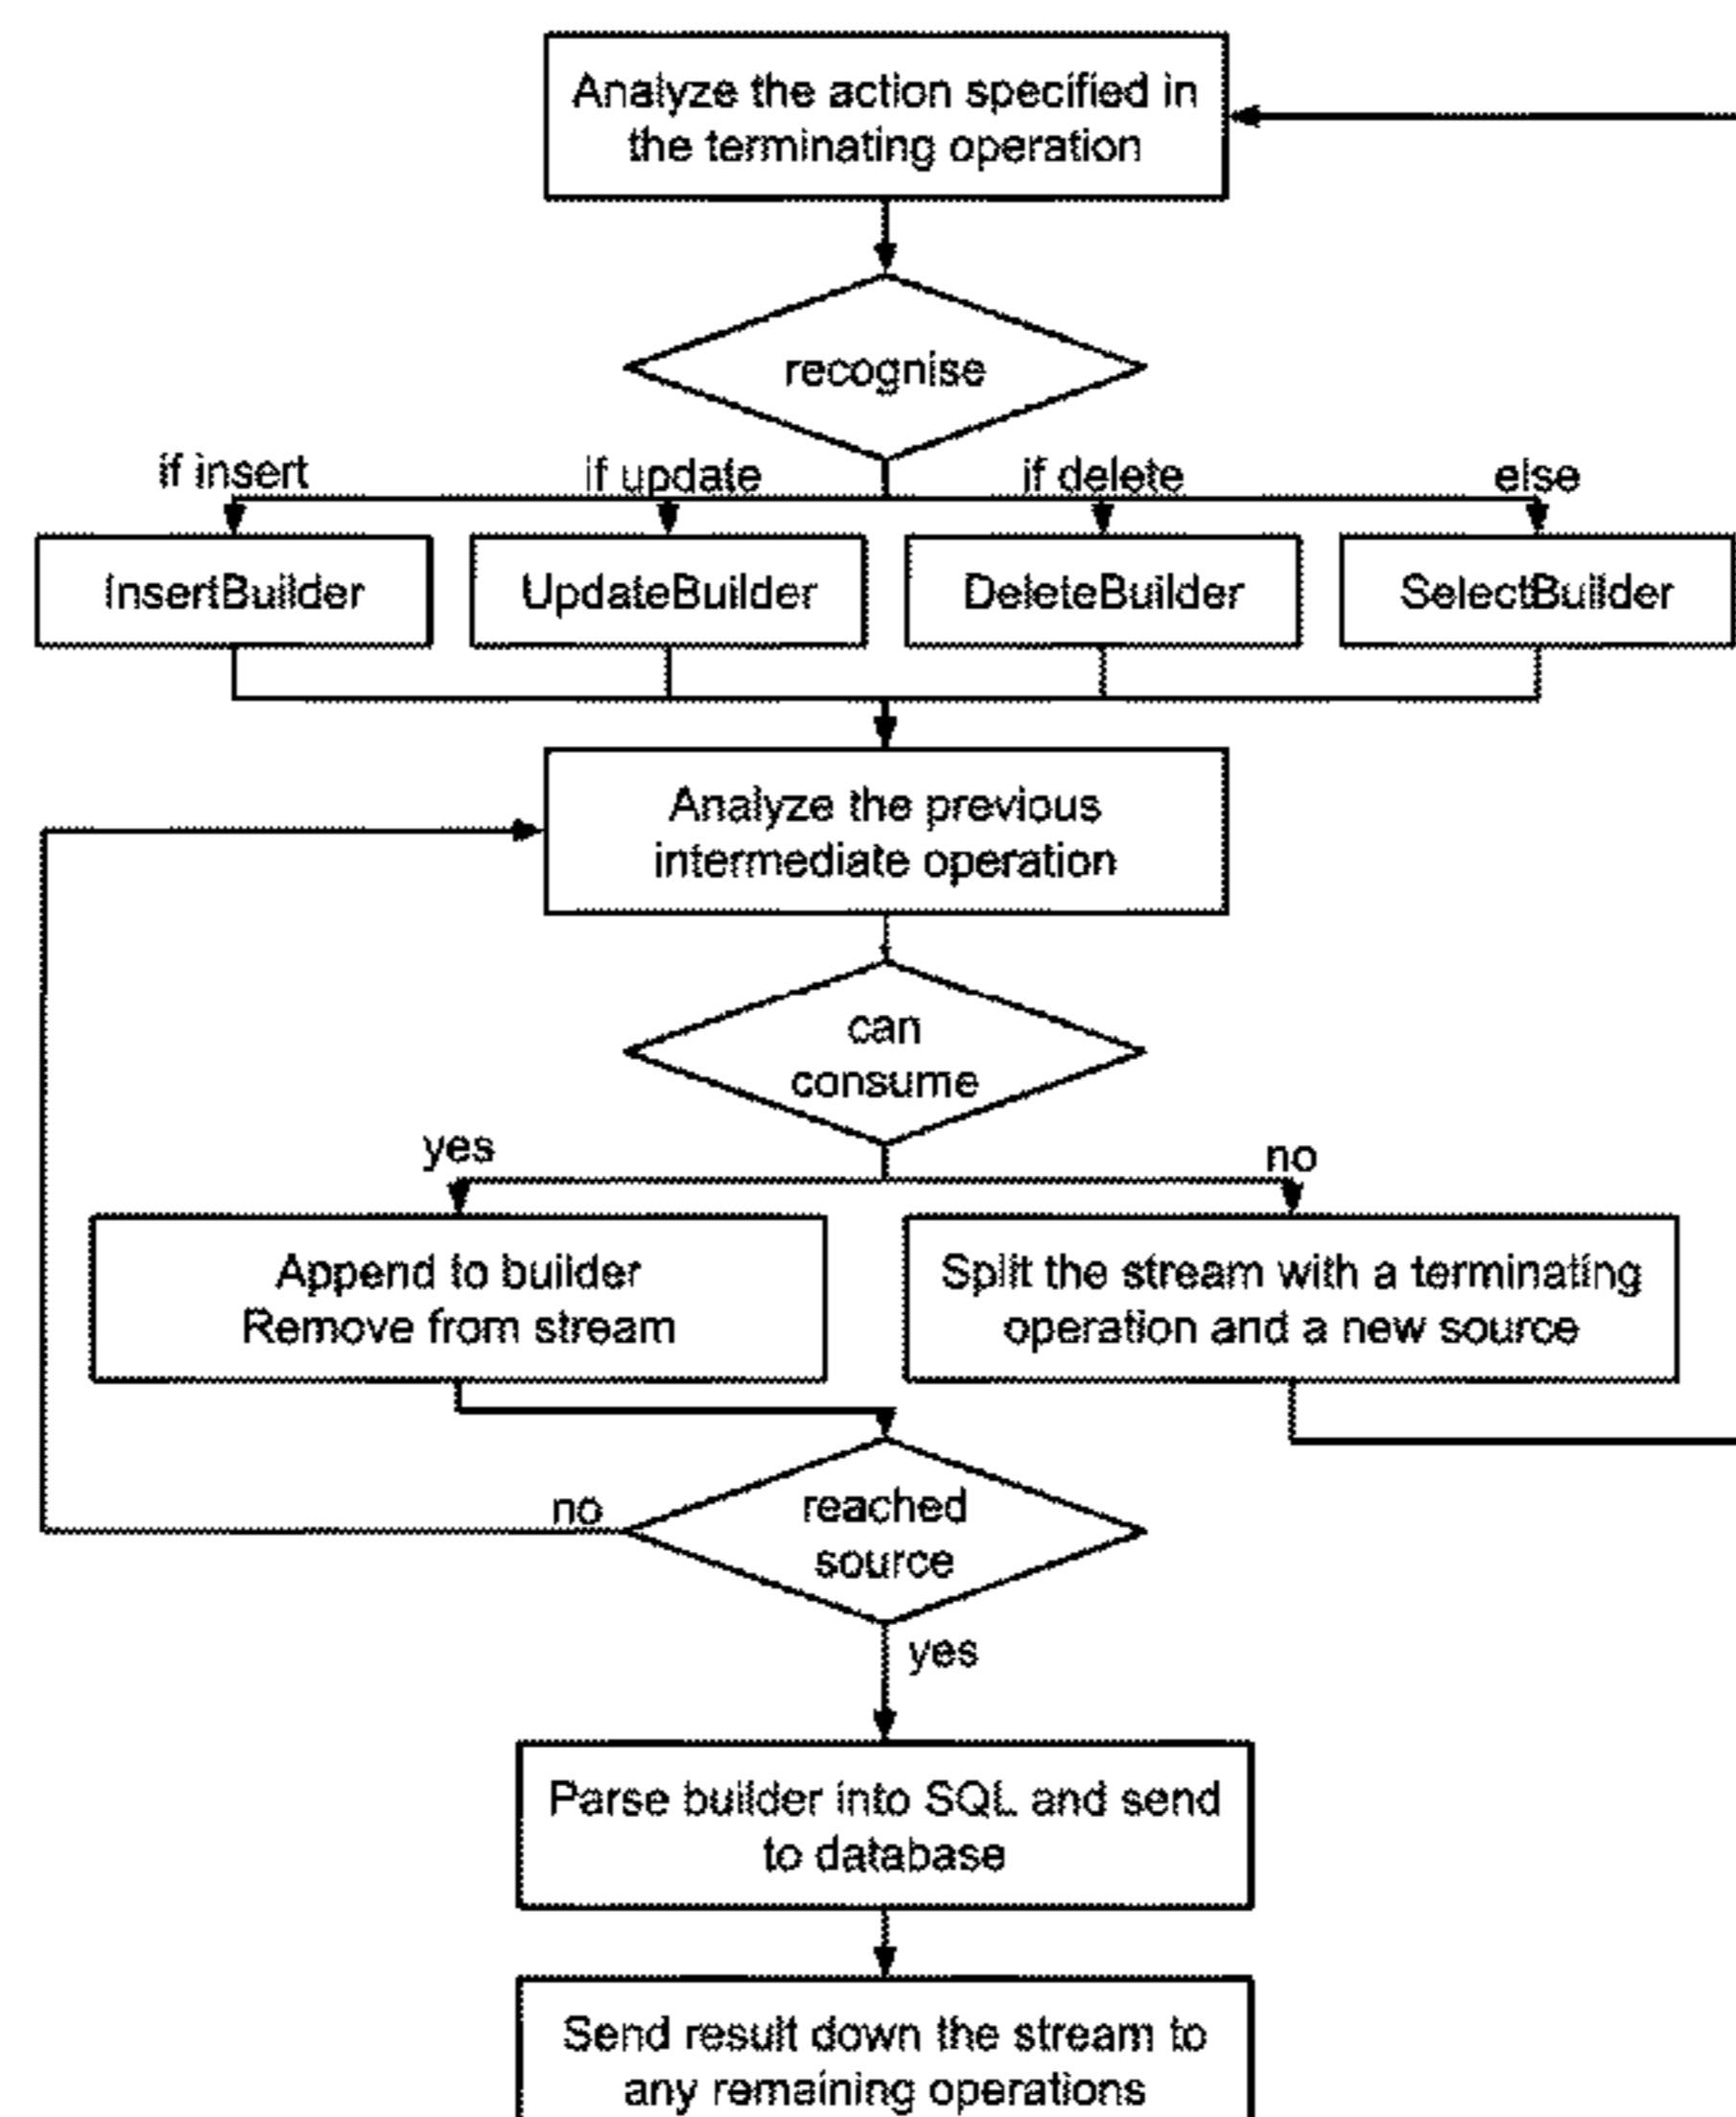 Analyze the action specified in
the terminating operation
recognise
if insert
if update
if delete
else
InsertBuilder
UpdateBuilder
DeleteBuilder
SelectBuilder
Analyze the previous
intermediate operation
can
consume
yes
no
Append to builder
Remove from stream
Split the stream with a terminating
operation and a new source
no
reached
source
yes
Parse builder into SQL and send
to database
Send result down the stream to
any remaining operations